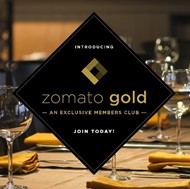 INTRODUCING
zomato gold
— AN EXCLUSIVE MEMBERS CLUB —
JOIN TODAY!